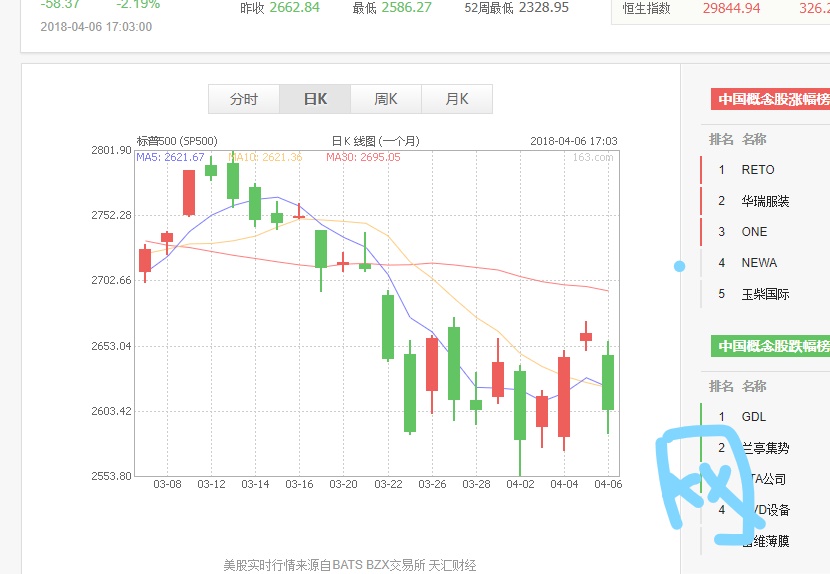 -58.37 -2.19% 昨收 2662.84 最低 2586.27 52周最低 2328.95 恒生指数 29844.94 326.2
2018-04-06 17:03:00
分时 日K 周K 月K
标普500 (SP500) 日K线图 (一个月) 2018-04-06 17:03
MA5: 2621.67 MA10: 2621.36 MA30: 2695.05 163.com
2801.90
2752.28
2702.66
2653.04
2603.42
2553.80
03-08 03-12 03-14 03-16 03-20 03-22 03-26 03-28 04-02 04-04 04-06
美股实时行情来源自BATS BZX交易所 天汇财经
中国概念股涨幅榜
排名 名称
1 RETO
2 华瑞服装
3 ONE
4 NEWA
5 玉柴国际
中国概念股跌幅榜
排名 名称
1 GDL
2 兰亭集势
TA公司
4 VD设备
维薄膜